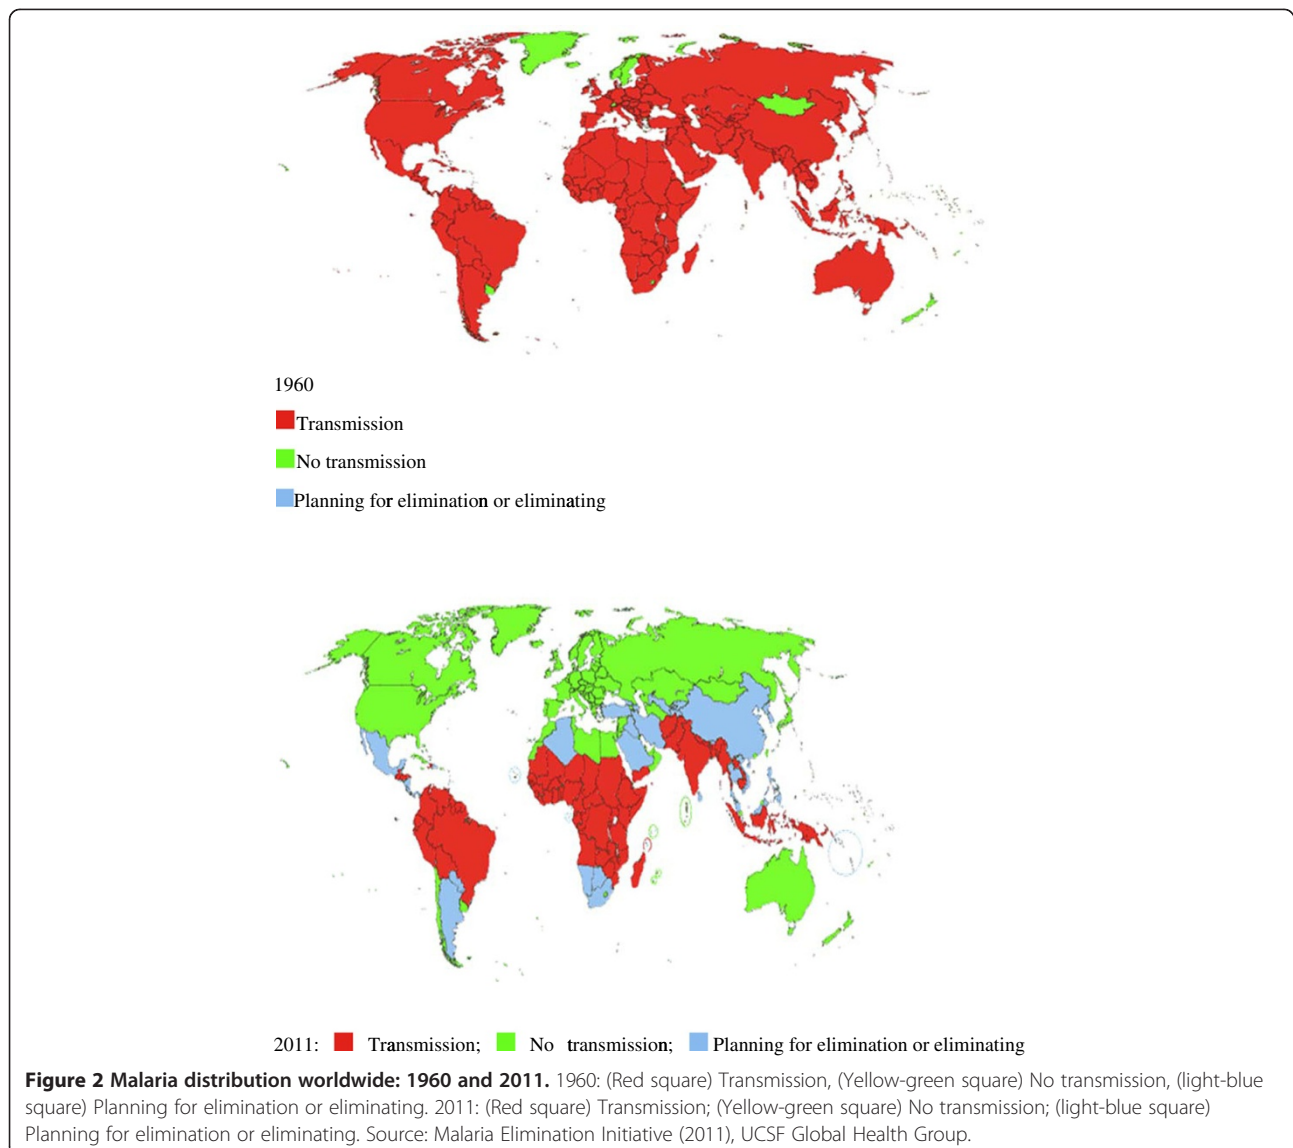 1960
Transmission
No transmission
Planning for elimination or eliminating
2011: Transmission; No transmission; Planning for elimination or eliminating
Figure 2 Malaria distribution worldwide: 1960 and 2011. 1960: (Red square) Transmission, (Yellow-green square) No transmission, (light-blue
square) Planning for elimination or eliminating. 2011: (Red square) Transmission; (Yellow-green square) No transmission; (light-blue square)
Planning for elimination or eliminating. Source: Malaria Elimination Initiative (2011), UCSF Global Health Group.